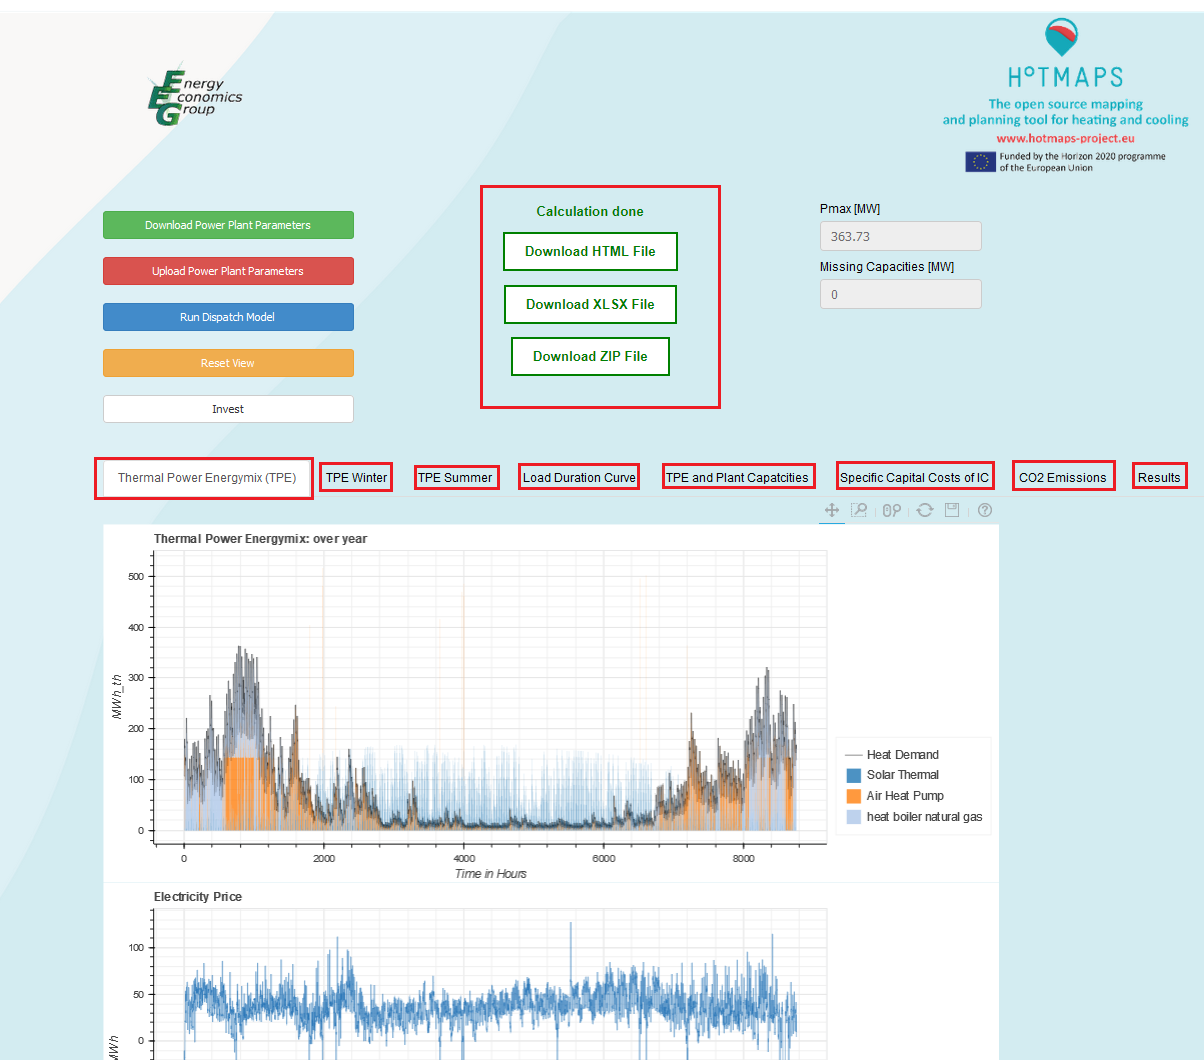 Energy
Economics
Group
HOTMAPS
The open source mapping
and planning tool for heating and cooling
www.hotmaps-project.eu
Funded by the Horizon 2020 programme
of the European Union
Download Power Plant Parameters
Upload Power Plant Parameters
Run Dispatch Model
Reset View
Invest
Calculation done
Download HTML File
Download XLSX File
Download ZIP File
Pmax [MW]
363.73
Missing Capacities [MW]
0
Thermal Power Energymix (TPE)
TPE Winter
TPE Summer
Load Duration Curve
TPE and Plant Capatcities
Specific Capital Costs of IC
CO2 Emissions
Results
Thermal Power Energymix: over year
500
400
300
200
100
0
MWh_th
0
2000
4000
6000
8000
Time in Hours
Heat Demand
Solar Thermal
Air Heat Pump
heat boiler natural gas
Electricity Price
100
50
0
MWh